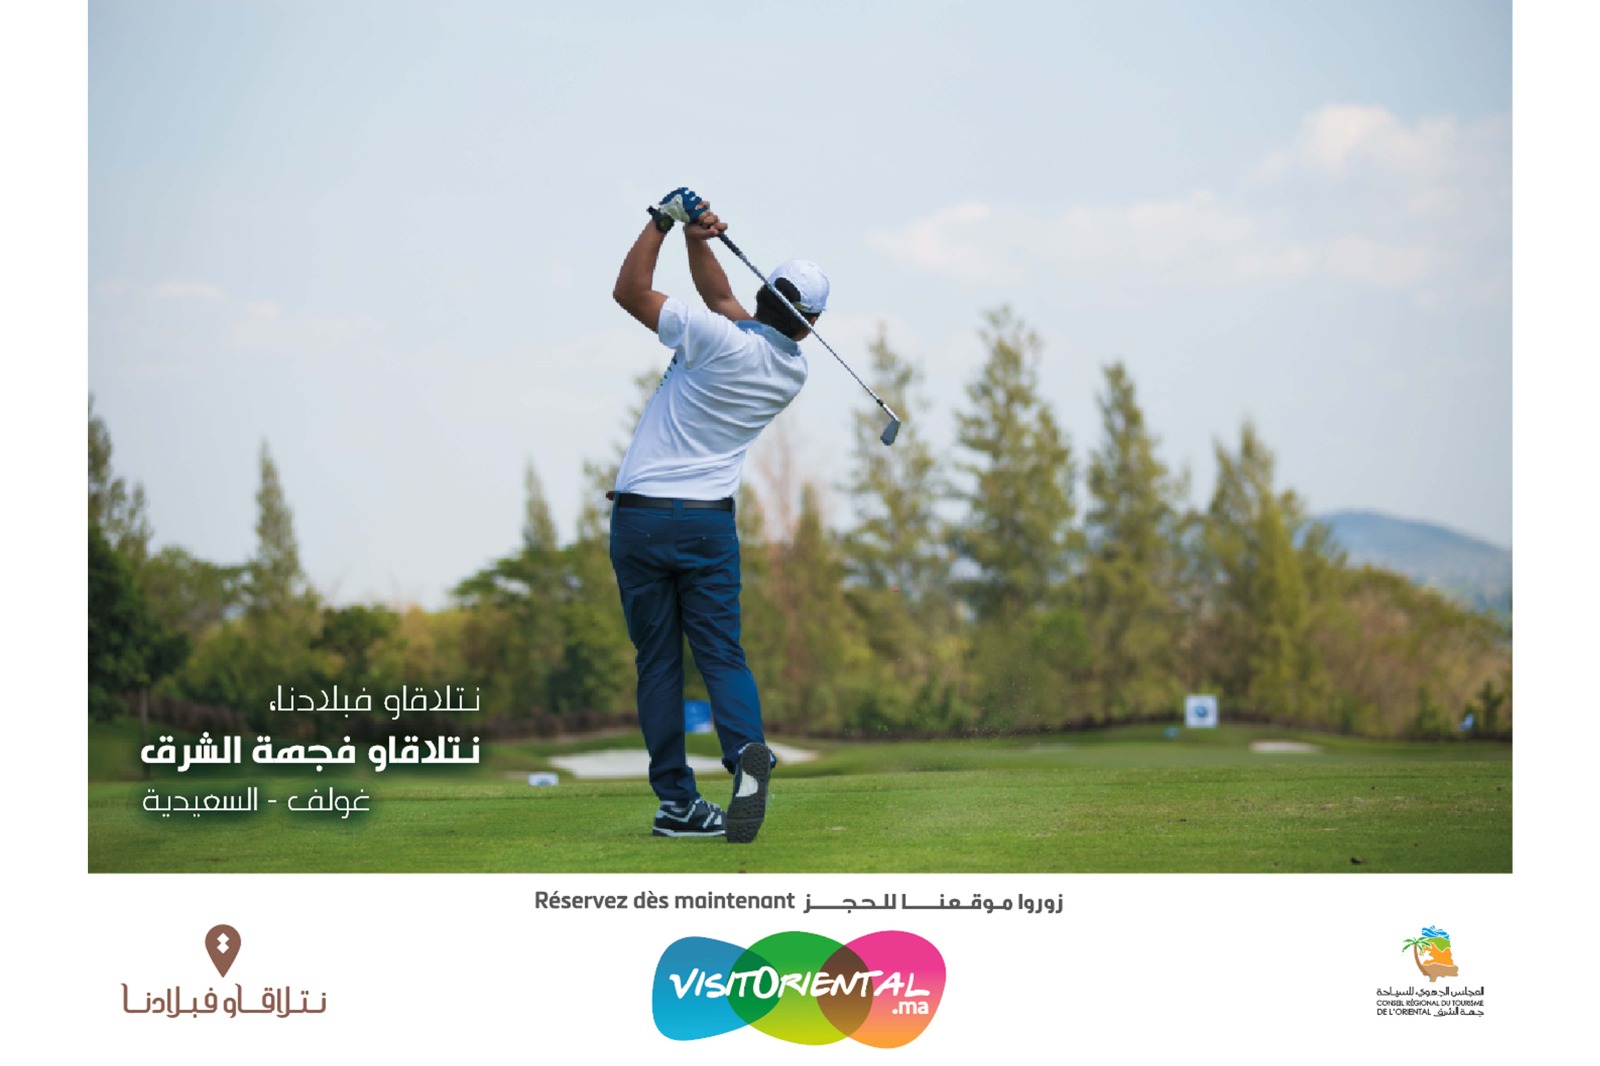 نتلاقاو فبلادنا،
نتلاقاو فجهة الشرق
غولف - السعيدية
Réservez dès maintenant زوروا موقعنا للحجز
نتلاقاو فبلادنا
VISITORIENTAL
.ma
المجلس الجهوي للسياحة
CONSEIL RÉGIONAL DU TOURISME
DE L'ORIENTAL جهة الشرق